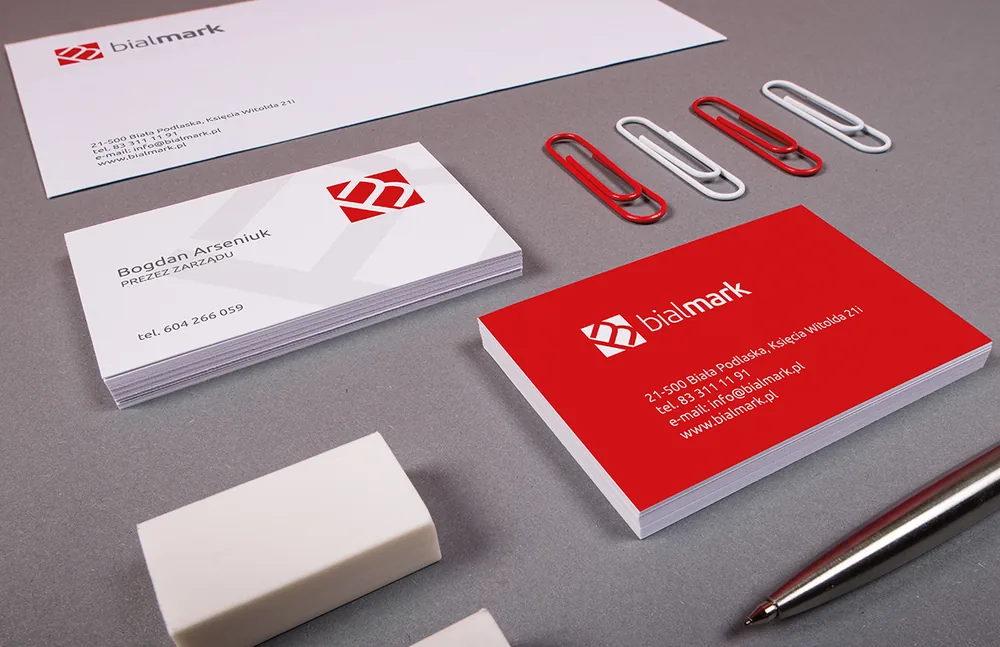 bialmark
21-500 Biała Podlaska, Księcia Witolda 21i
tel. 83 311 11 91
e-mail: info@bialmark.pl
www.bialmark.pl
Bogdan Arseniuk
PREZEZ ZARZĄDU
tel. 604 266 059
bialmark
21-500 Biała Podlaska, Księcia Witolda 21i
tel. 83 311 11 91
e-mail: info@bialmark.pl
www.bialmark.pl